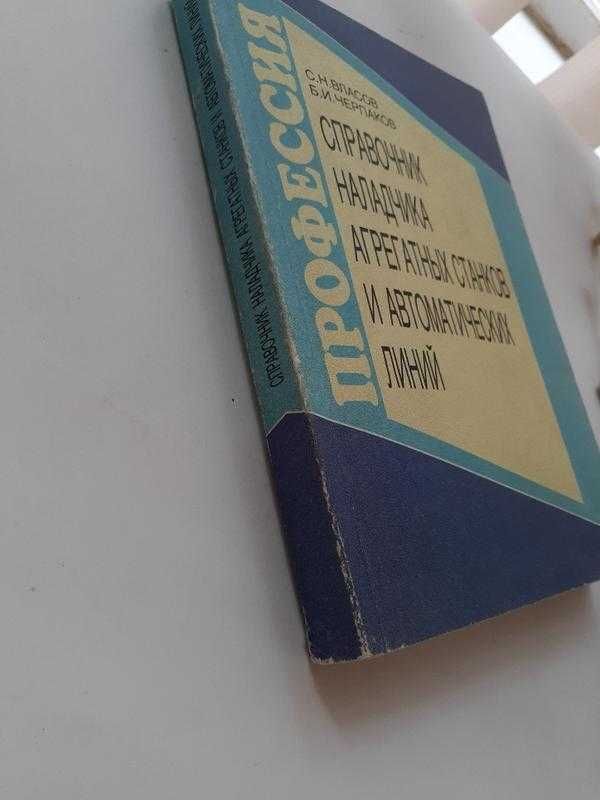 ПРОФЕССИЯ
С.Н.ВЛАСОВ
Б.И.ЧЕРПАКОВ
СПРАВОЧНИК
НАЛАДЧИКА
АГРЕГАТНЫХ СТАНКОВ
И АВТОМАТИЧЕСКИХ
ЛИНИЙ
СПРАВОЧНИК НАЛАДЧИКА АГРЕГАТНЫХ СТАНКОВ И АВТОМАТИЧЕСКИХ ЛИНИЙ